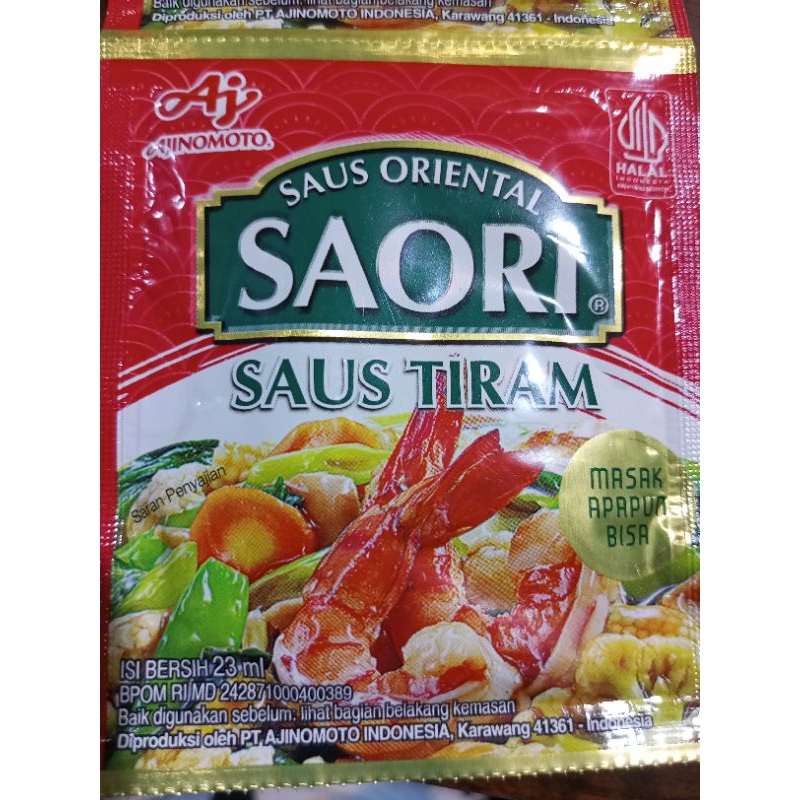 Baik digunakan sebelum: lihat bagian belakang kemasan
Diproduksi oleh PT AJINOMOTO INDONESIA, Karawang 41361 - Indonesia
Aj
AJINOMOTO®
HALAL
INDONESIA
SAUS ORIENTAL
SAORI®
SAUS TIRAM
MASAK
APAPUN
BISA
Saran Penyajian
ISI BERSIH 23 ml
BPOM RI MD 242871000400389
Baik digunakan sebelum: lihat bagian belakang kemasan
Diproduksi oleh PT AJINOMOTO INDONESIA, Karawang 41361 - Indonesia